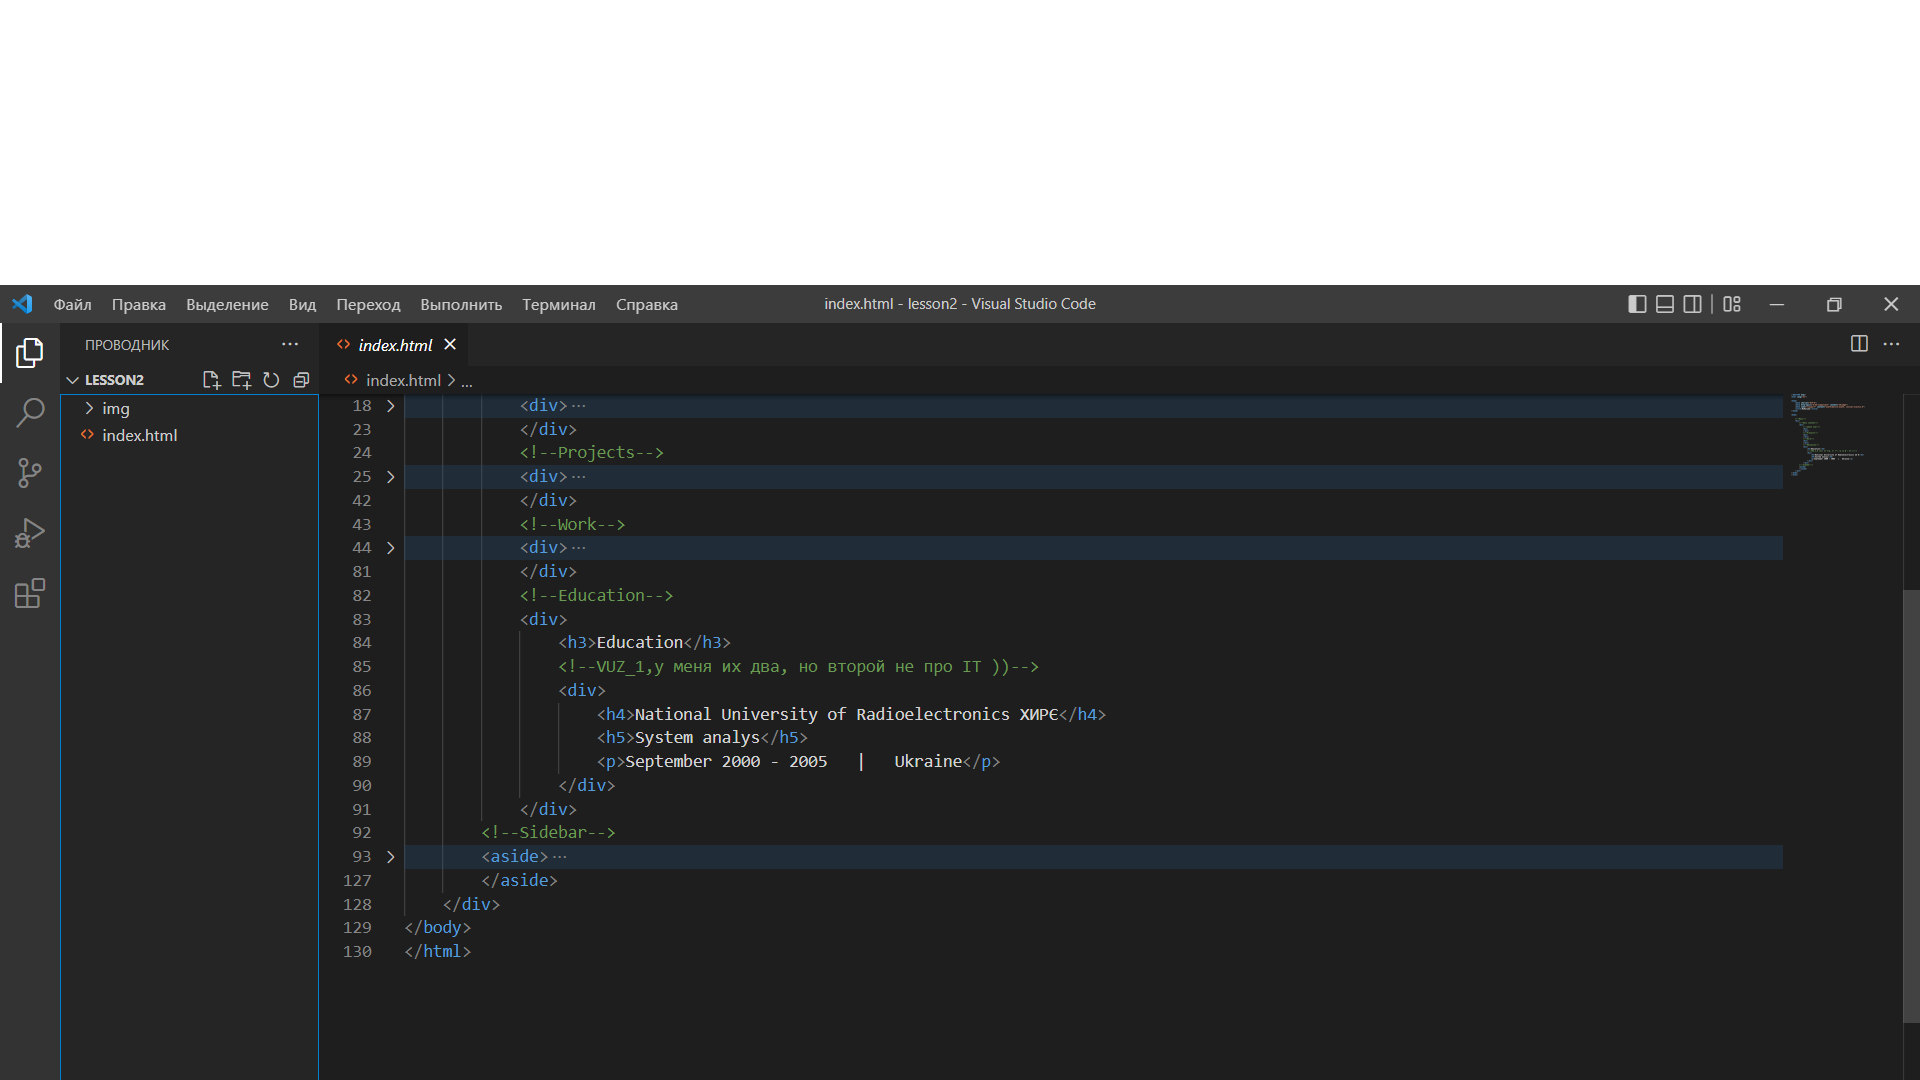 Файл Правка Выделение Вид Переход Выполнить Терминал Справка index.html - lesson2 - Visual Studio Code
ПРОВОДНИК ··· index.html
LESSON2 index.html > ...
img
index.html
18 <div>···
23 </div>
24 <!--Projects-->
25 <div>···
42 </div>
43 <!--Work-->
44 <div>···
81 </div>
82 <!--Education-->
83 <div>
84 <h3>Education</h3>
85 <!--VUZ_1,у меня их два, но второй не про IT ))-->
86 <div>
87 <h4>National University of Radioelectronics ХИРЄ</h4>
88 <h5>System analys</h5>
89 <p>September 2000 - 2005   |   Ukraine</p>
90 </div>
91 </div>
92 <!--Sidebar-->
93 <aside>···
127 </aside>
128 </div>
129 </body>
130 </html>